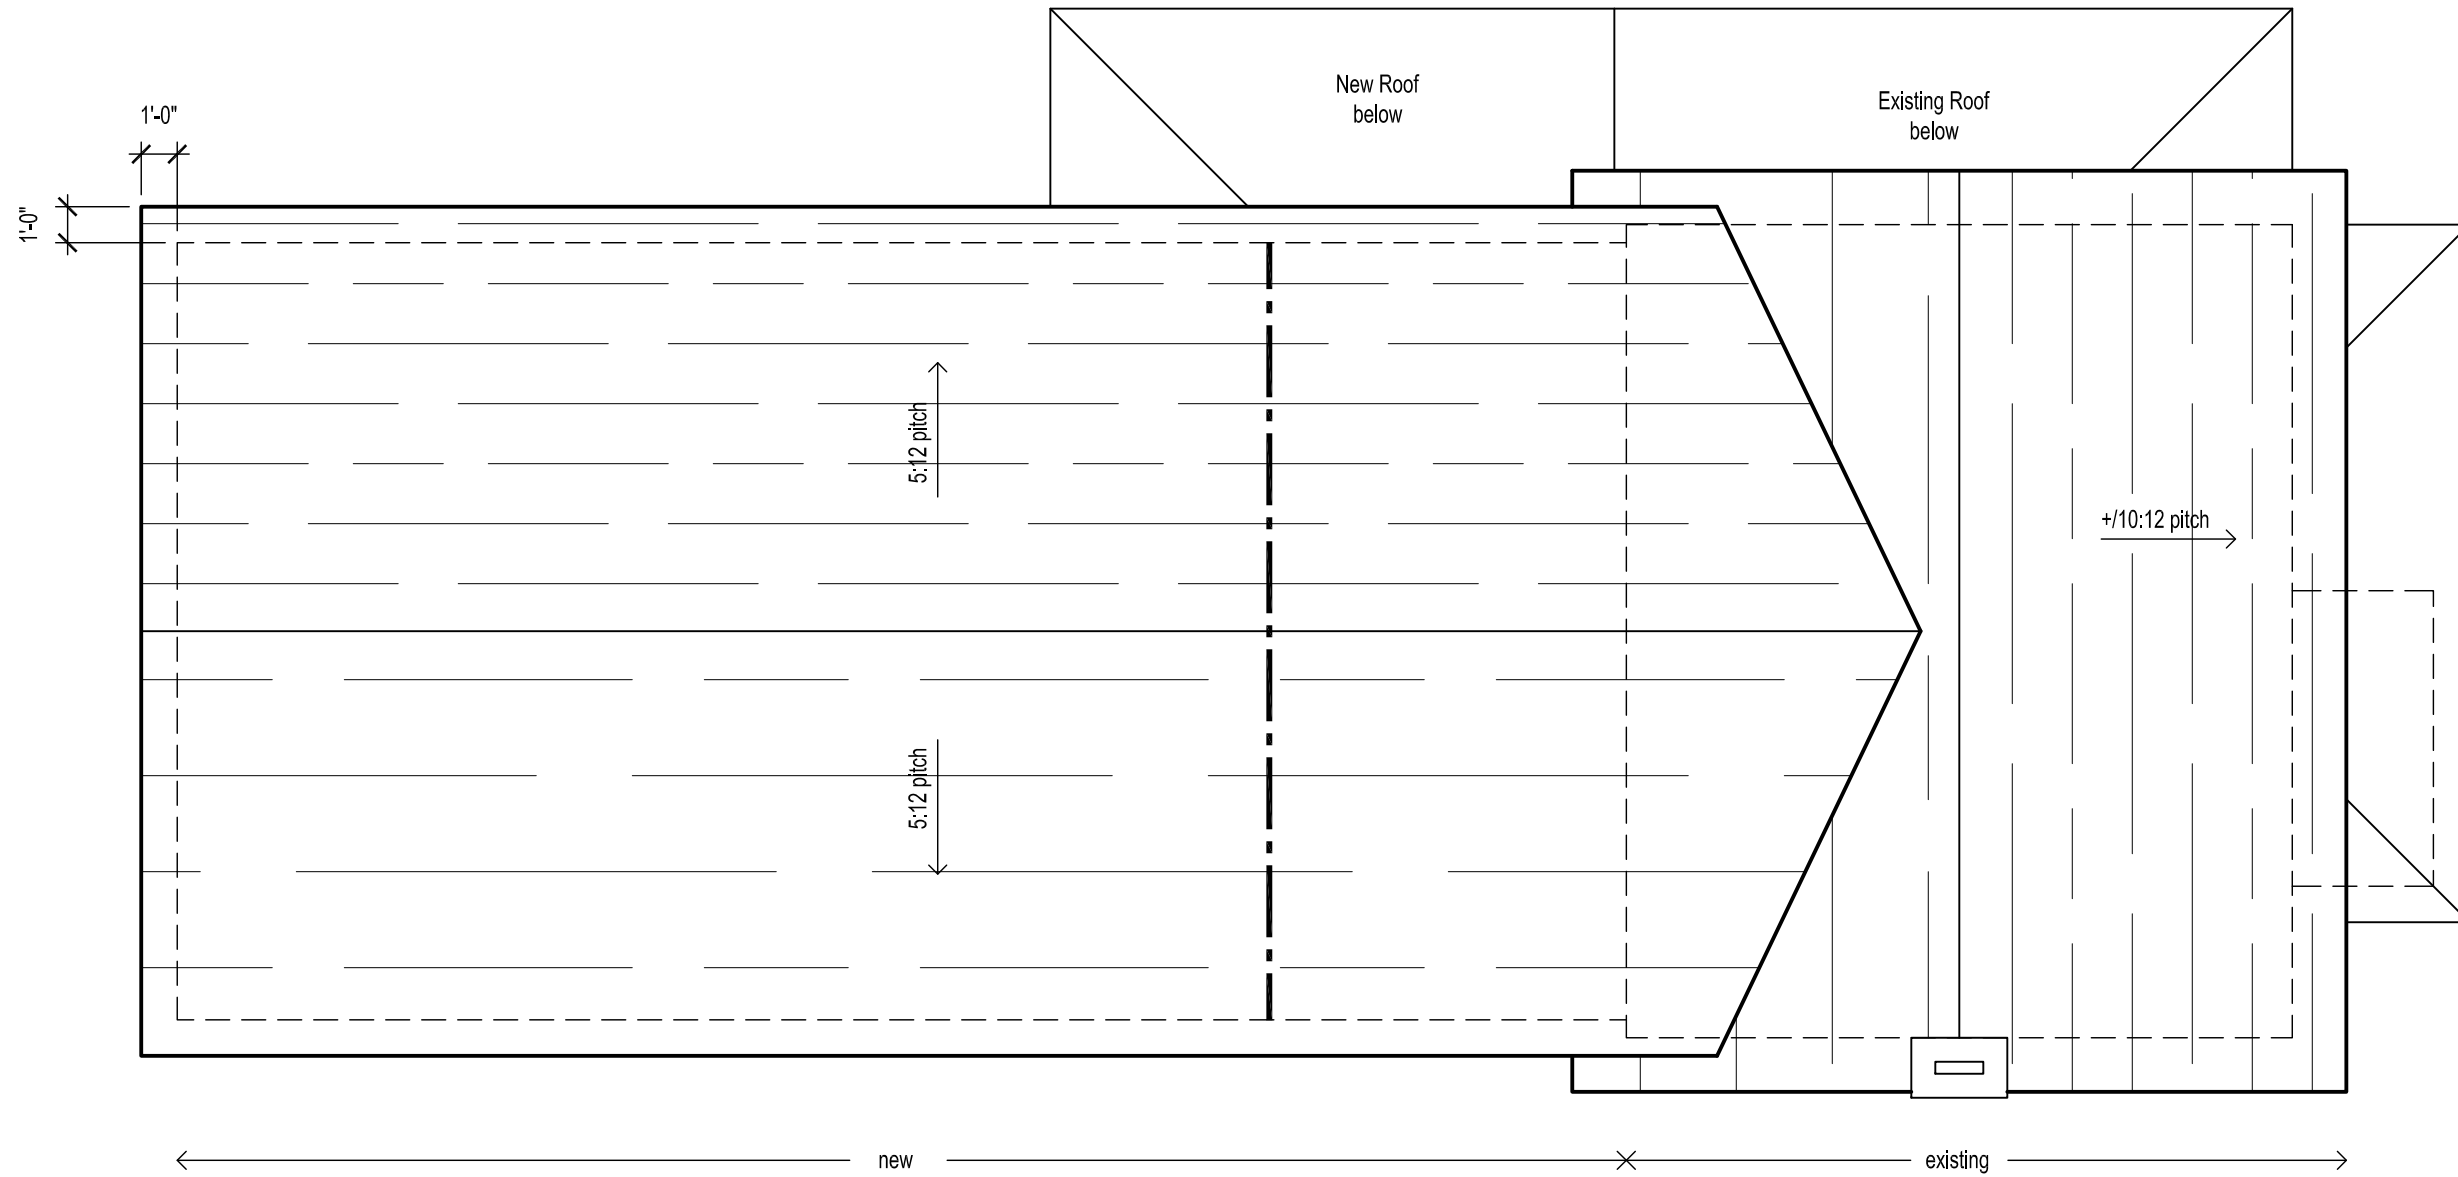 New Roof
below
Existing Roof
below
1'-0"
1'-0"
5:12 pitch
+/10:12 pitch
5:12 pitch
new
existing